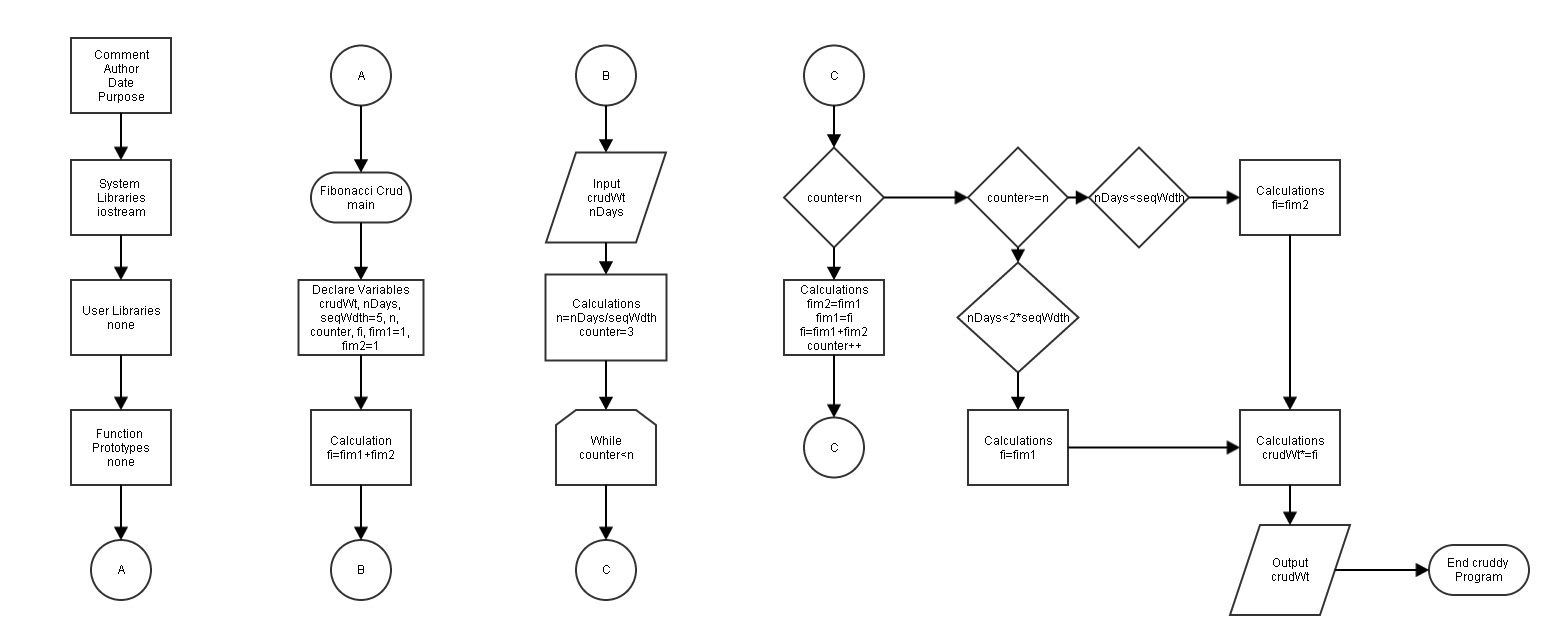 Comment
Author
Date
Purpose
System
Libraries
iostream
User Libraries
none
Function
Prototypes
none
A
A
Fibonacci Crud
main
Declare Variables
crudWt, nDays,
seqWdth=5, n,
counter, fi, fim1=1,
fim2=1
Calculation
fi=fim1+fim2
B
B
Input
crudWt
nDays
Calculations
n=nDays/seqWdth
counter=3
While
counter<n
C
C
counter<n
Calculations
fim2=fim1
fim1=fi
fi=fim1+fim2
counter++
C
counter>=n
nDays<seqWdth
Calculations
fi=fim2
nDays<2*seqWdth
Calculations
fi=fim1
Calculations
crudWt*=fi
Output
crudWt
End cruddy
Program